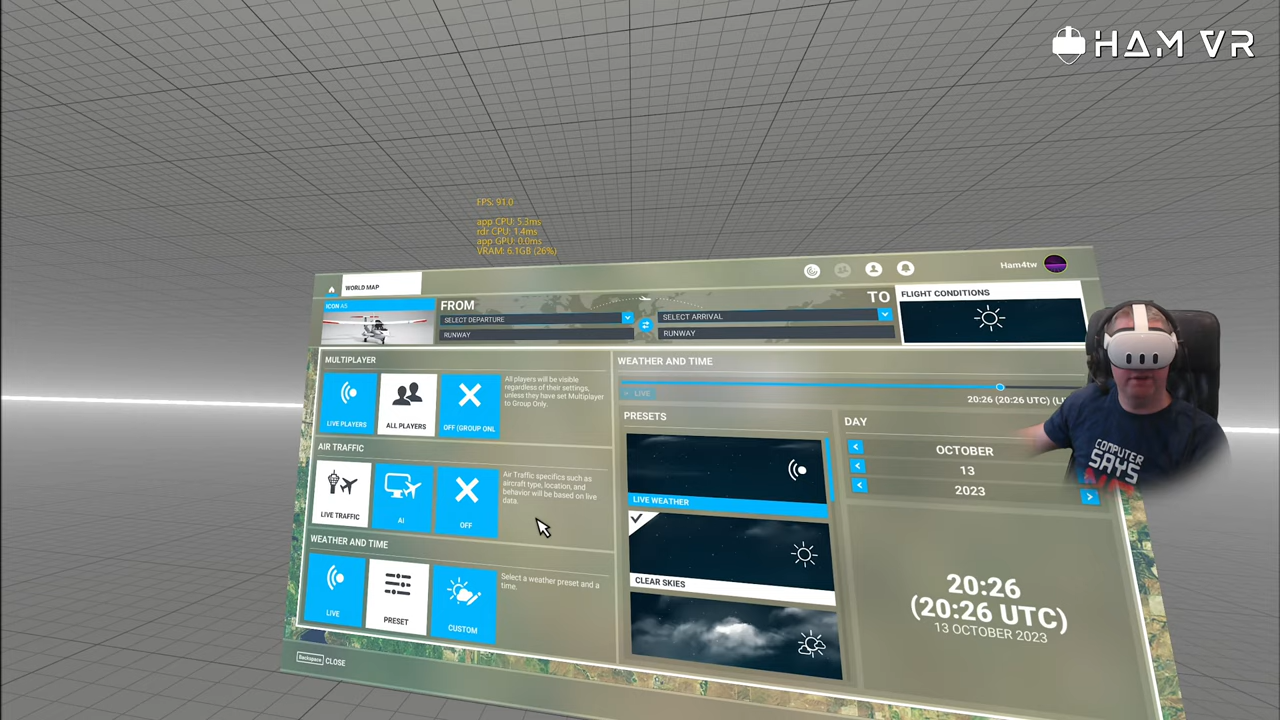 HAM VR
FPS: 91.0
app CPU: 5.3ms
rdr CPU: 1.4ms
app GPU: 0.0ms
VRAM: 6.1GB (26%)
WORLD MAP
Ham4tw
ICON A5
FROM
SELECT DEPARTURE
RUNWAY
TO
SELECT ARRIVAL
RUNWAY
FLIGHT CONDITIONS
MULTIPLAYER
LIVE PLAYERS
ALL PLAYERS
OFF (GROUP ONL
All players will be visible
regardless of their settings,
unless they have set Multiplayer
to Group Only.
AIR TRAFFIC
LIVE TRAFFIC
AI
OFF
Air Traffic specifics such as
aircraft type, location, and
behavior will be based on live
data.
WEATHER AND TIME
LIVE
PRESET
CUSTOM
Select a weather preset and a
time.
Backspace CLOSE
WEATHER AND TIME
LIVE
20:26 (20:26 UTC) (LI
PRESETS
LIVE WEATHER
CLEAR SKIES
DAY
OCTOBER
13
2023
20:26
(20:26 UTC)
13 OCTOBER 2023
COMPUTER
SAYS